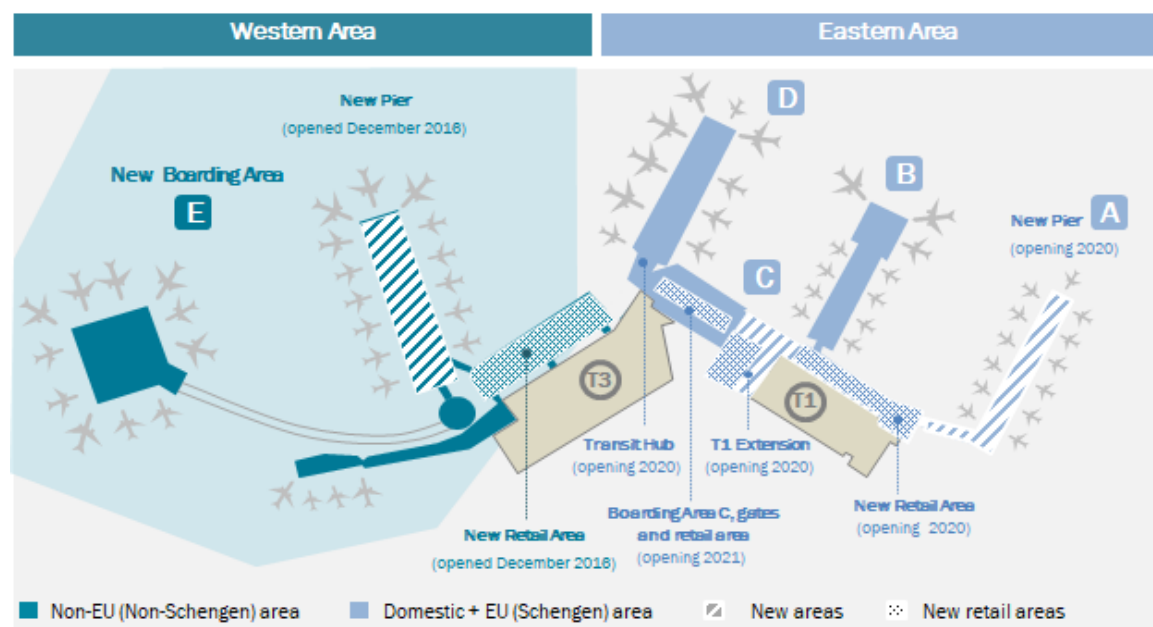 Western Area
Eastern Area
New Pier
(opened December 2016)
New Boarding Area
E
D
B
A
New Pier
(opening 2020)
C
T3
T1
Transit Hub
(opening 2020)
T1 Extension
(opening 2020)
Boarding Area C, gates
and retail area
(opening 2021)
New Retail Area
(opening 2020)
New Retail Area
(opened December 2016)
Non-EU (Non-Schengen) area
Domestic + EU (Schengen) area
New areas
New retail areas